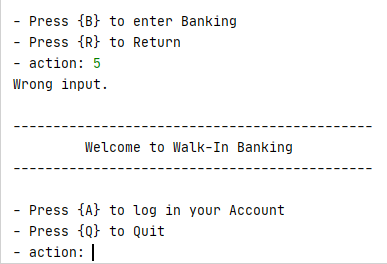 - Press {B} to enter Banking
- Press {R} to Return
- action: 5
Wrong input.
---------------------------------------------
Welcome to Walk-In Banking
---------------------------------------------
- Press {A} to log in your Account
- Press {Q} to Quit
- action: